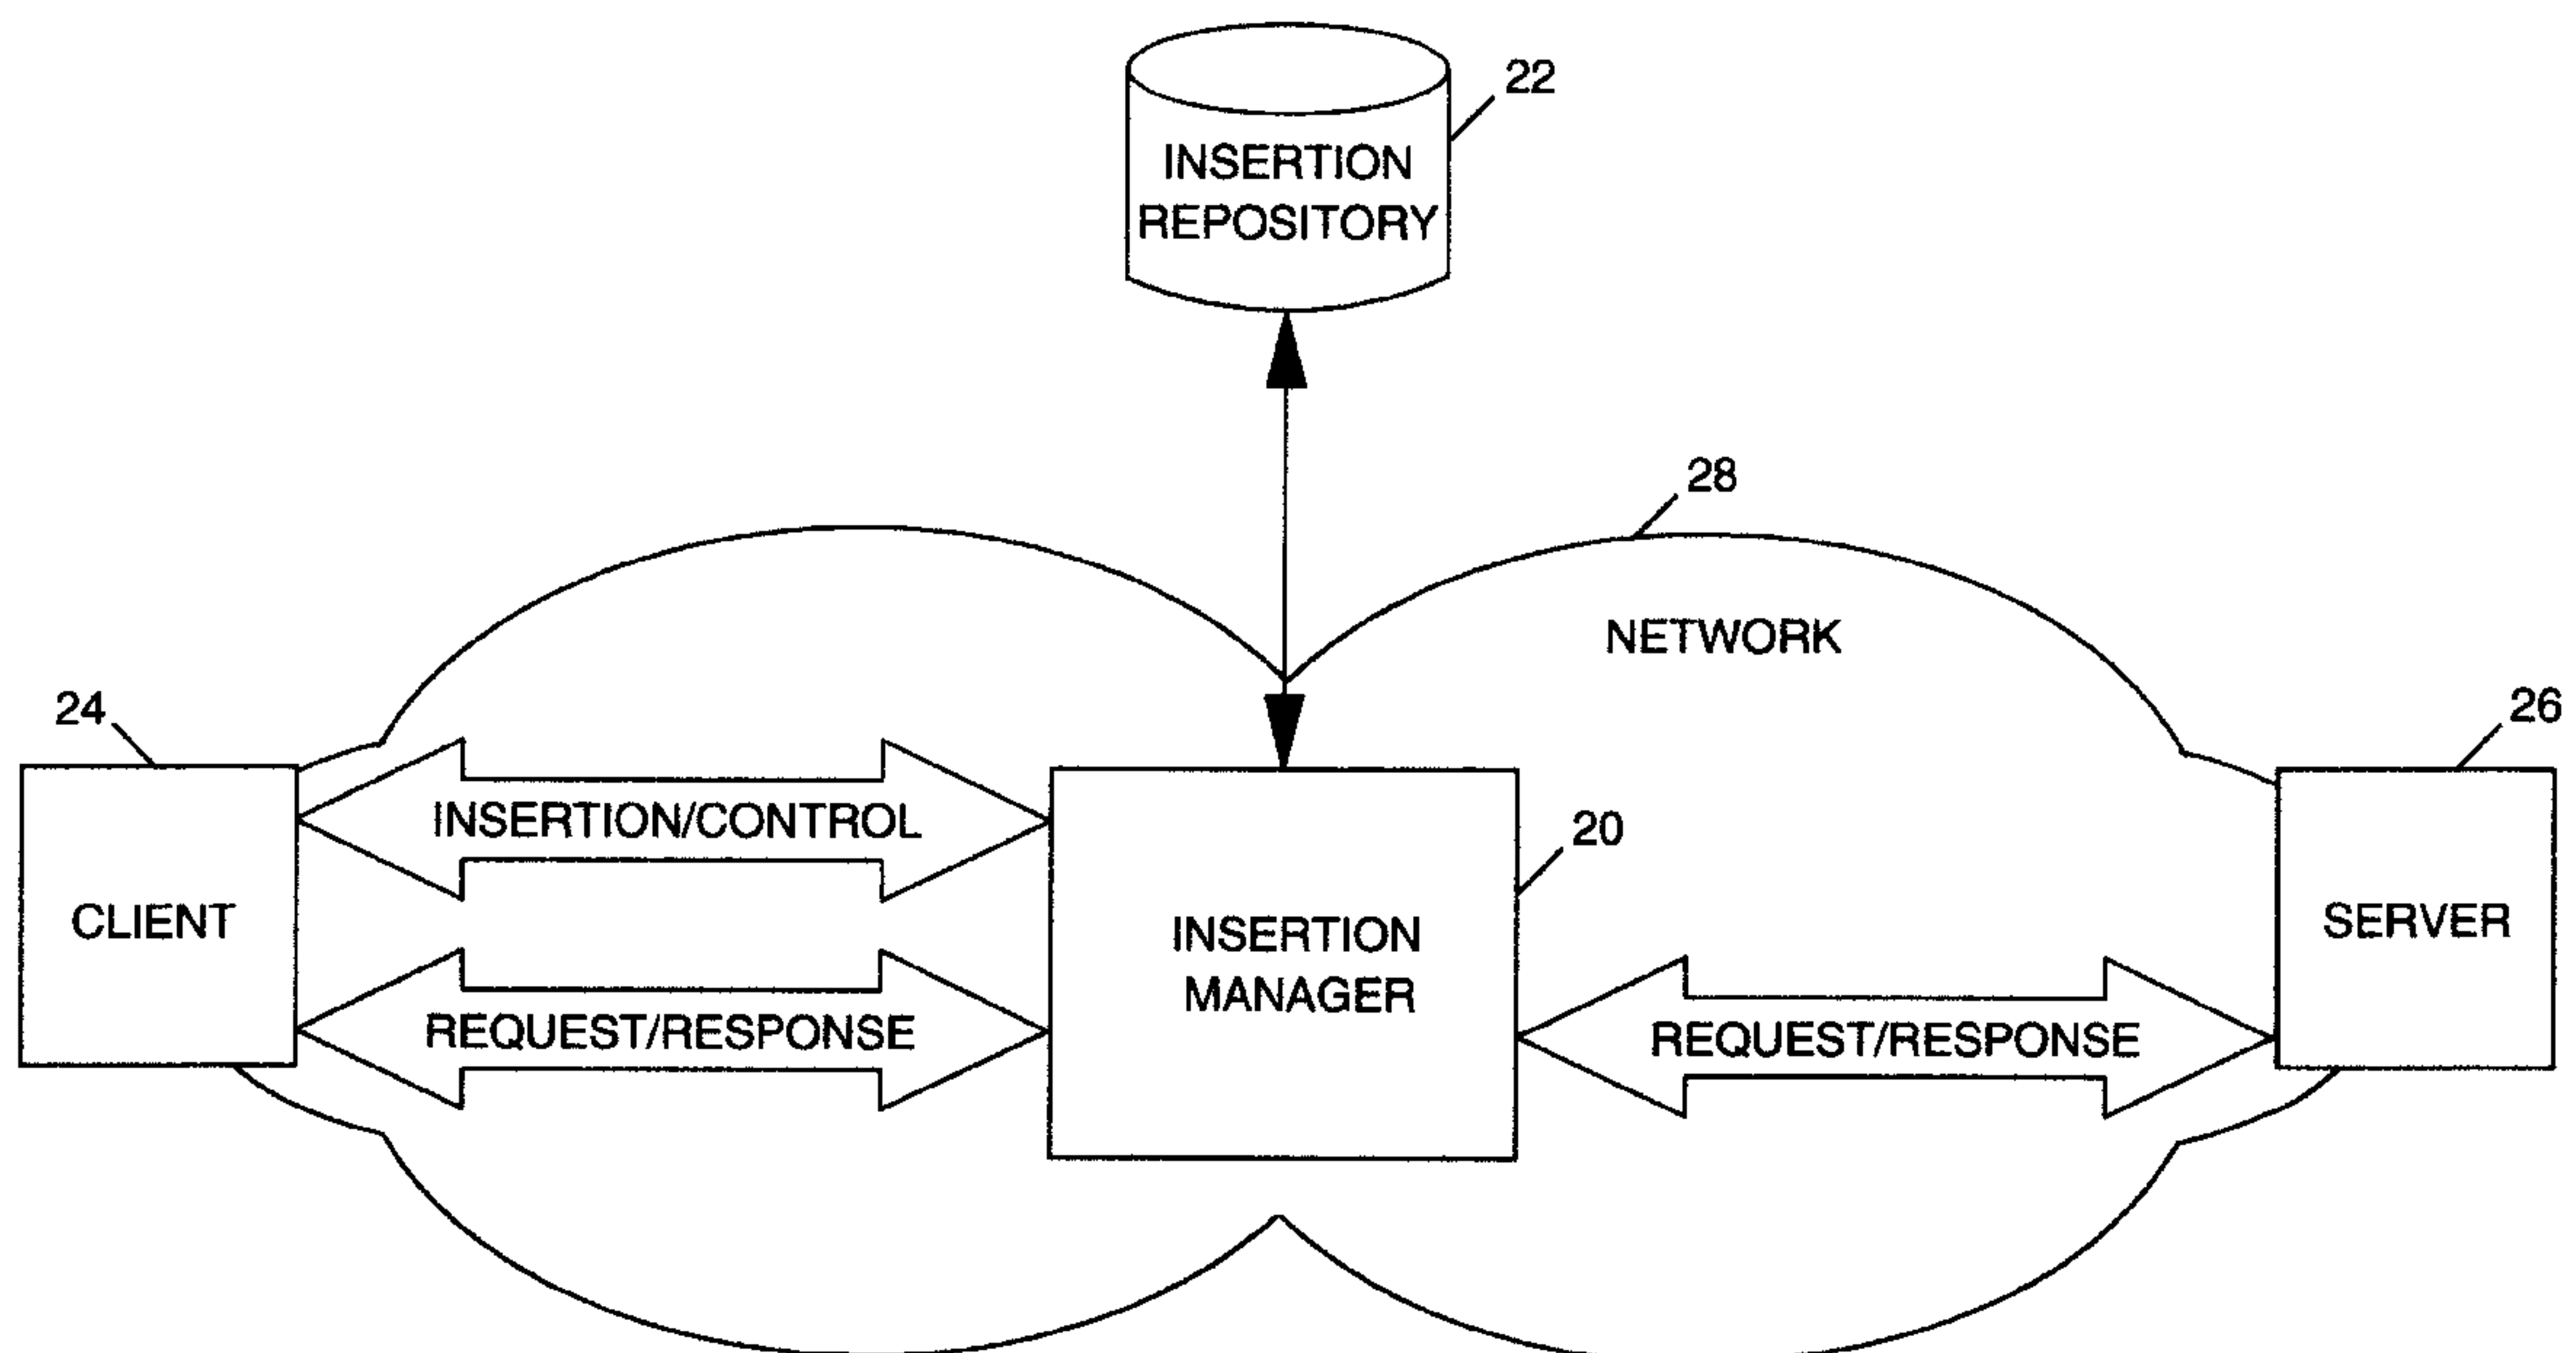 22
INSERTION
REPOSITORY
28
NETWORK
24
26
INSERTION/CONTROL
20
CLIENT
INSERTION
MANAGER
SERVER
REQUEST/RESPONSE
REQUEST/RESPONSE